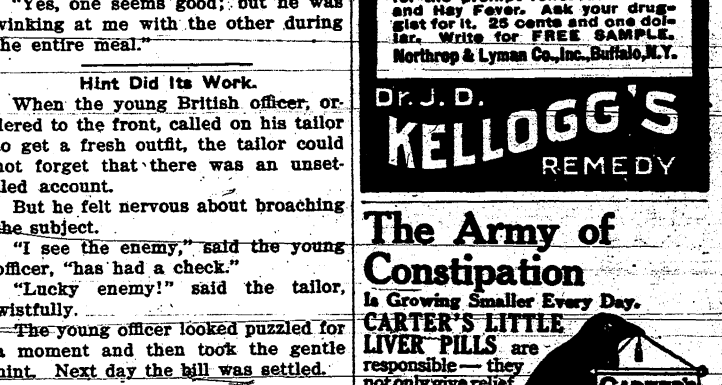 "Yes, one seems good; but he was
winking at me with the other during
the entire meal."
Hint Did Its Work.
When the young British officer, or-
dered to the front, called on his tailor
to get a fresh outfit, the tailor could
not forget that there was an unset-
tled account.
But he felt nervous about broaching
the subject.
"I see the enemy," said the young
officer, "has had a check."
"Lucky enemy!" said the tailor,
wistfully.
The young officer looked puzzled for
a moment and then took the gentle
hint. Next day the bill was settled.
and Hay Fever. Ask your drug-
gist for it. 25 cents and one dol-
lar. Write for FREE SAMPLE.
Northrop & Lyman Co., Inc., Buffalo, N.Y.
Dr. J. D.
KELLOGG'S
REMEDY
The Army of
Constipation
Is Growing Smaller Every Day.
CARTER'S LITTLE
LIVER PILLS are
responsible — they
not only give relief
CARTER'S